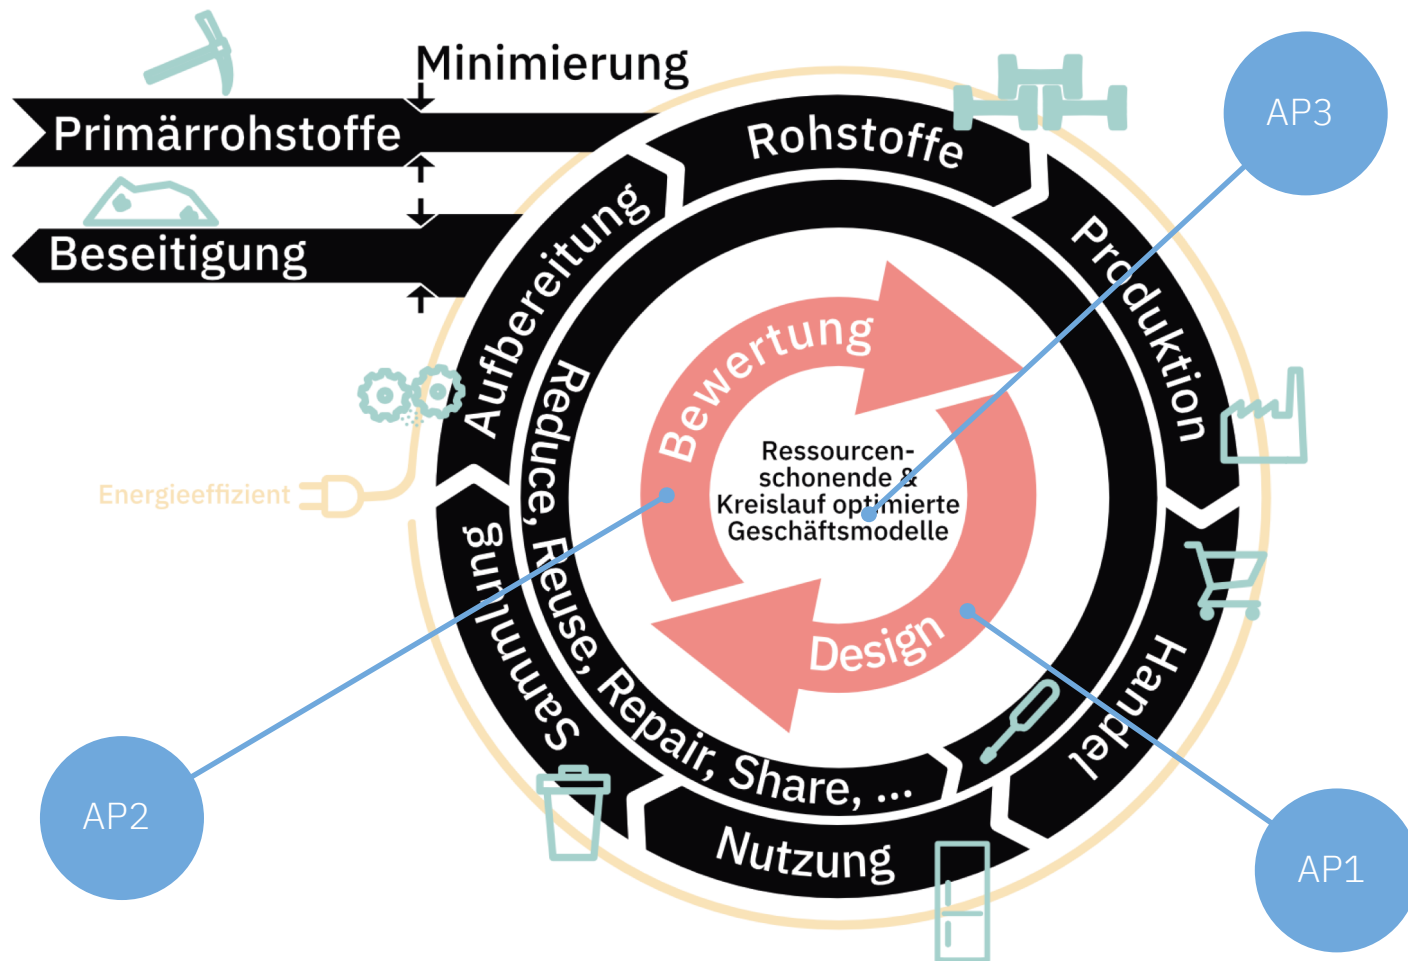 Minimierung
Primärrohstoffe
Beseitigung
Rohstoffe
Produktion
Handel
Nutzung
Sammlung
Aufbereitung
Reduce, Reuse, Repair, Share, ...
Bewertung
Design
Ressourcen-
schonende &
Kreislauf optimierte
Geschäftsmodelle
Energieeffizient
AP3
AP2
AP1